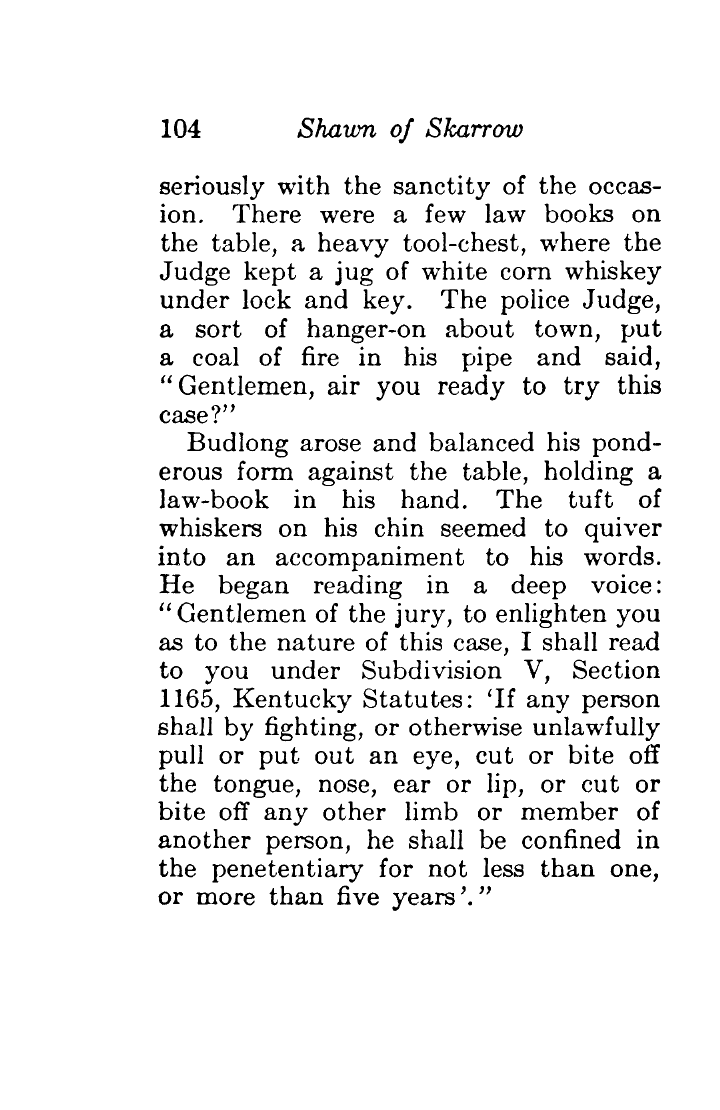 104 Shawn of Skarrow
seriously with the sanctity of the occas-
ion. There were a few law books on
the table, a heavy tool-chest, where the
Judge kept a jug of white corn whiskey
under lock and key. The police Judge,
a sort of hanger-on about town, put
a coal of fire in his pipe and said,
“Gentlemen, air you ready to try this
case?”
Budlong arose and balanced his pond-
erous form against the table, holding a
law-book in his hand. The tuft of
whiskers on his chin seemed to quiver
into an accompaniment to his words.
He began reading in a deep voice:
“Gentlemen of the jury, to enlighten you
as to the nature of this case, I shall read
to you under Subdivision V, Section
1165, Kentucky Statutes: ‘If any person
shall by fighting, or otherwise unlawfully
pull or put out an eye, cut or bite off
the tongue, nose, ear or lip, or cut or
bite off any other limb or member of
another person, he shall be confined in
the penetentiary for not less than one,
or more than five years’.”